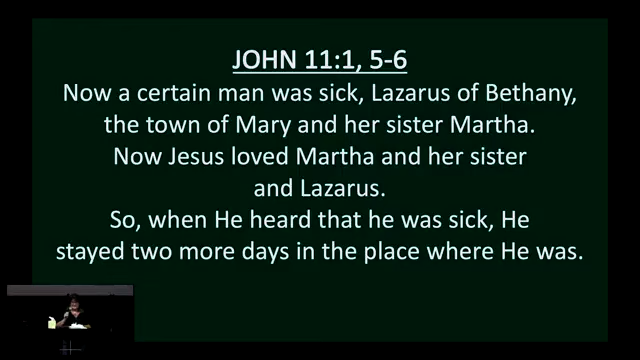 JOHN 11:1, 5-6
Now a certain man was sick, Lazarus of Bethany,
the town of Mary and her sister Martha.
Now Jesus loved Martha and her sister
and Lazarus.
So, when He heard that he was sick, He
stayed two more days in the place where He was.